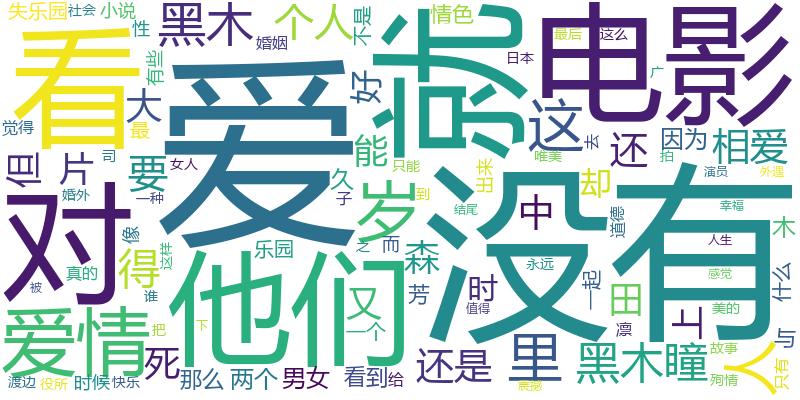 失乐园
社会
小说
性
黑木
婚姻
个人
不是
情色
电影
最后
这么
看
有些
爱
好
就
日本
广
大
觉得
最
这
去
还
因为
相爱
但
片
司
要
女人
能
只能
唯美
拍
演员
外遇
对
婚外
一种
久
子
岁
到
出来
却
没有
中
结尾
道德
幸福
像
这样
乐园
之
而
森
木
人生
真的
得
谁
他们
又
一个
芳
时
值得
永远
一起
田
凛
上
感觉
美的
什么
与
被
爱情
把
下
死
渡边
役所
时候
快乐
那么
两个
男女
看到
给
还是
里
震撼
黑木瞳
故事
殉情
人
只有